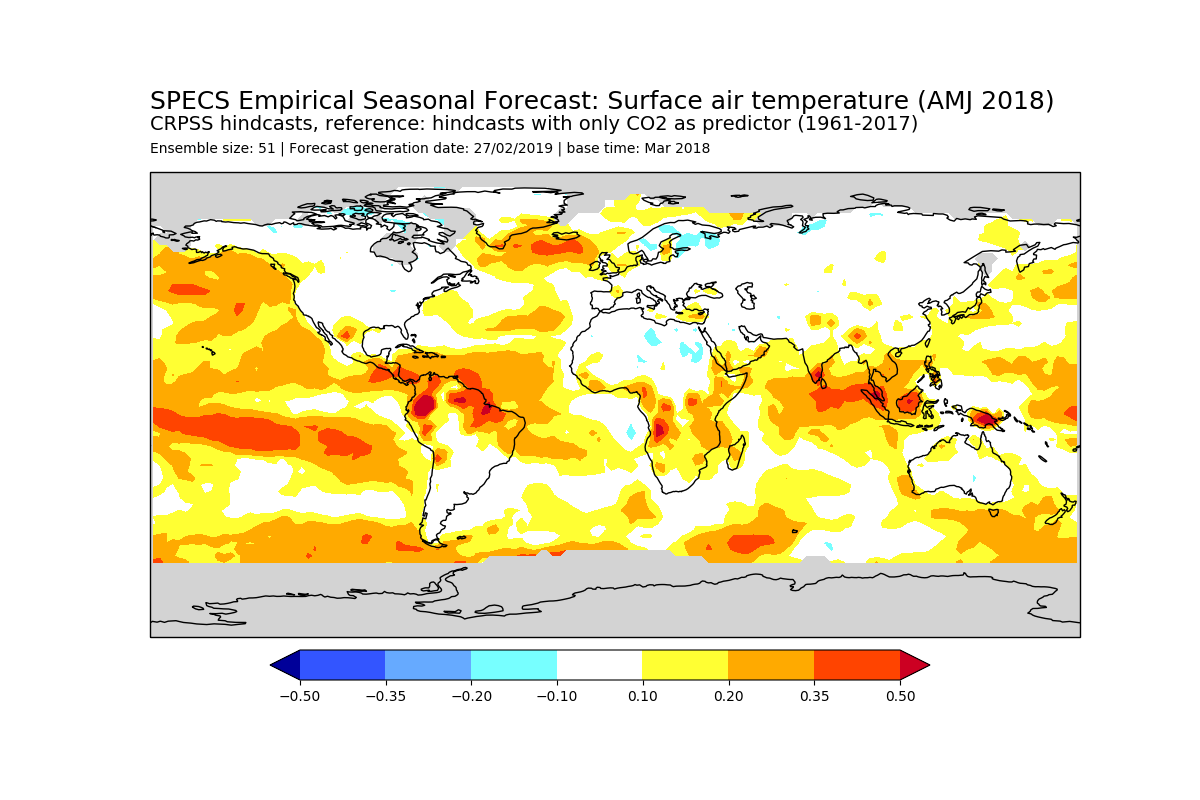 SPECS Empirical Seasonal Forecast: Surface air temperature (AMJ 2018)
CRPSS hindcasts, reference: hindcasts with only CO2 as predictor (1961-2017)
Ensemble size: 51 | Forecast generation date: 27/02/2019 | base time: Mar 2018
−0.50 −0.35 −0.20 −0.10 0.10 0.20 0.35 0.50